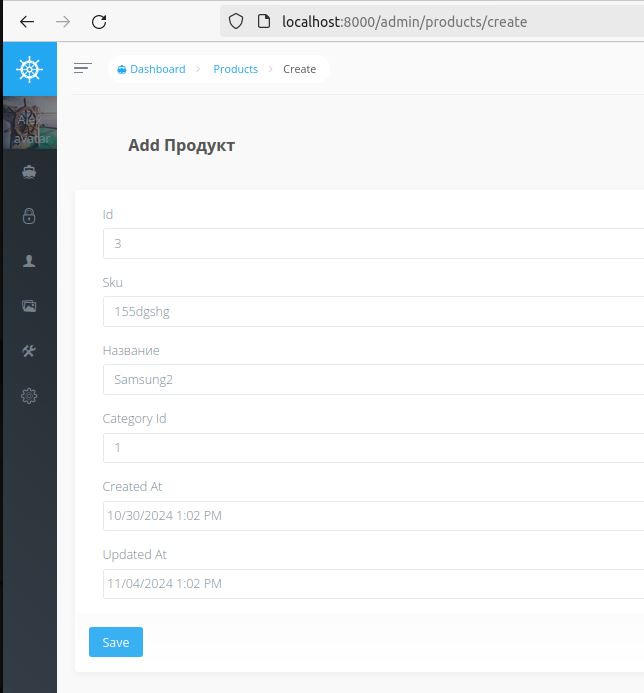 localhost:8000/admin/products/create
Dashboard > Products > Create
Alex
avatar
Add Продукт
Id
3
Sku
155dgshg
Название
Samsung2
Category Id
1
Created At
10/30/2024 1:02 PM
Updated At
11/04/2024 1:02 PM
Save